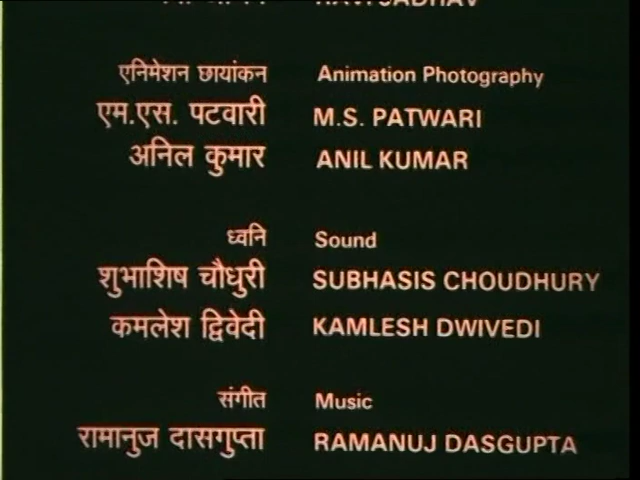 एनिमेशन छायांकन Animation Photography
एम.एस. पटवारी M.S. PATWARI
अनिल कुमार ANIL KUMAR
ध्वनि Sound
शुभाशिष चौधुरी SUBHASIS CHOUDHURY
कमलेश द्विवेदी KAMLESH DWIVEDI
संगीत Music
रामानुज दासगुप्ता RAMANUJ DASGUPTA